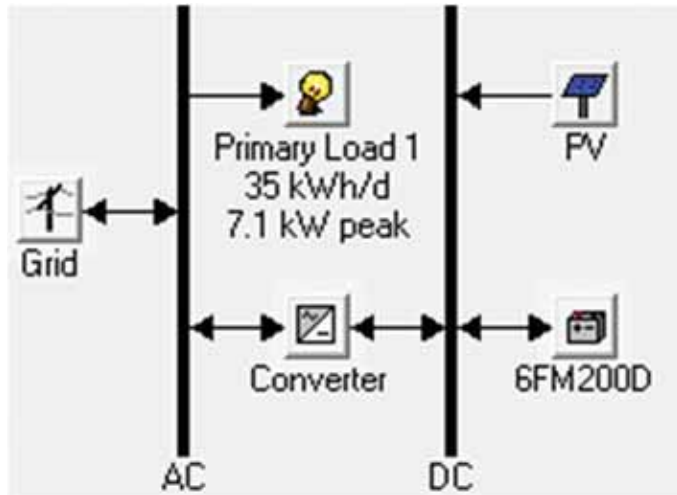 Primary Load 1
35 kWh/d
7.1 kW peak
PV
Grid
Converter
6FM200D
AC
DC